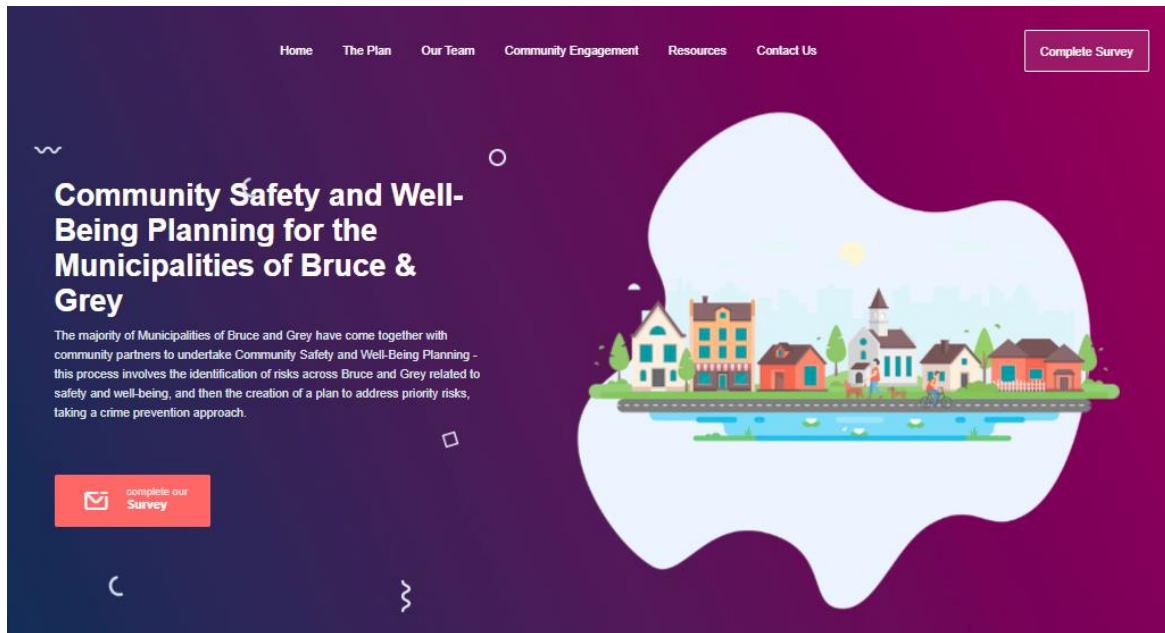 Home The Plan Our Team Community Engagement Resources Contact Us Complete Survey
Community Safety and Well-
Being Planning for the
Municipalities of Bruce &
Grey
The majority of Municipalities of Bruce and Grey have come together with
community partners to undertake Community Safety and Well-Being Planning -
this process involves the identification of risks across Bruce and Grey related to
safety and well-being, and then the creation of a plan to address priority risks,
taking a crime prevention approach.
complete our
Survey